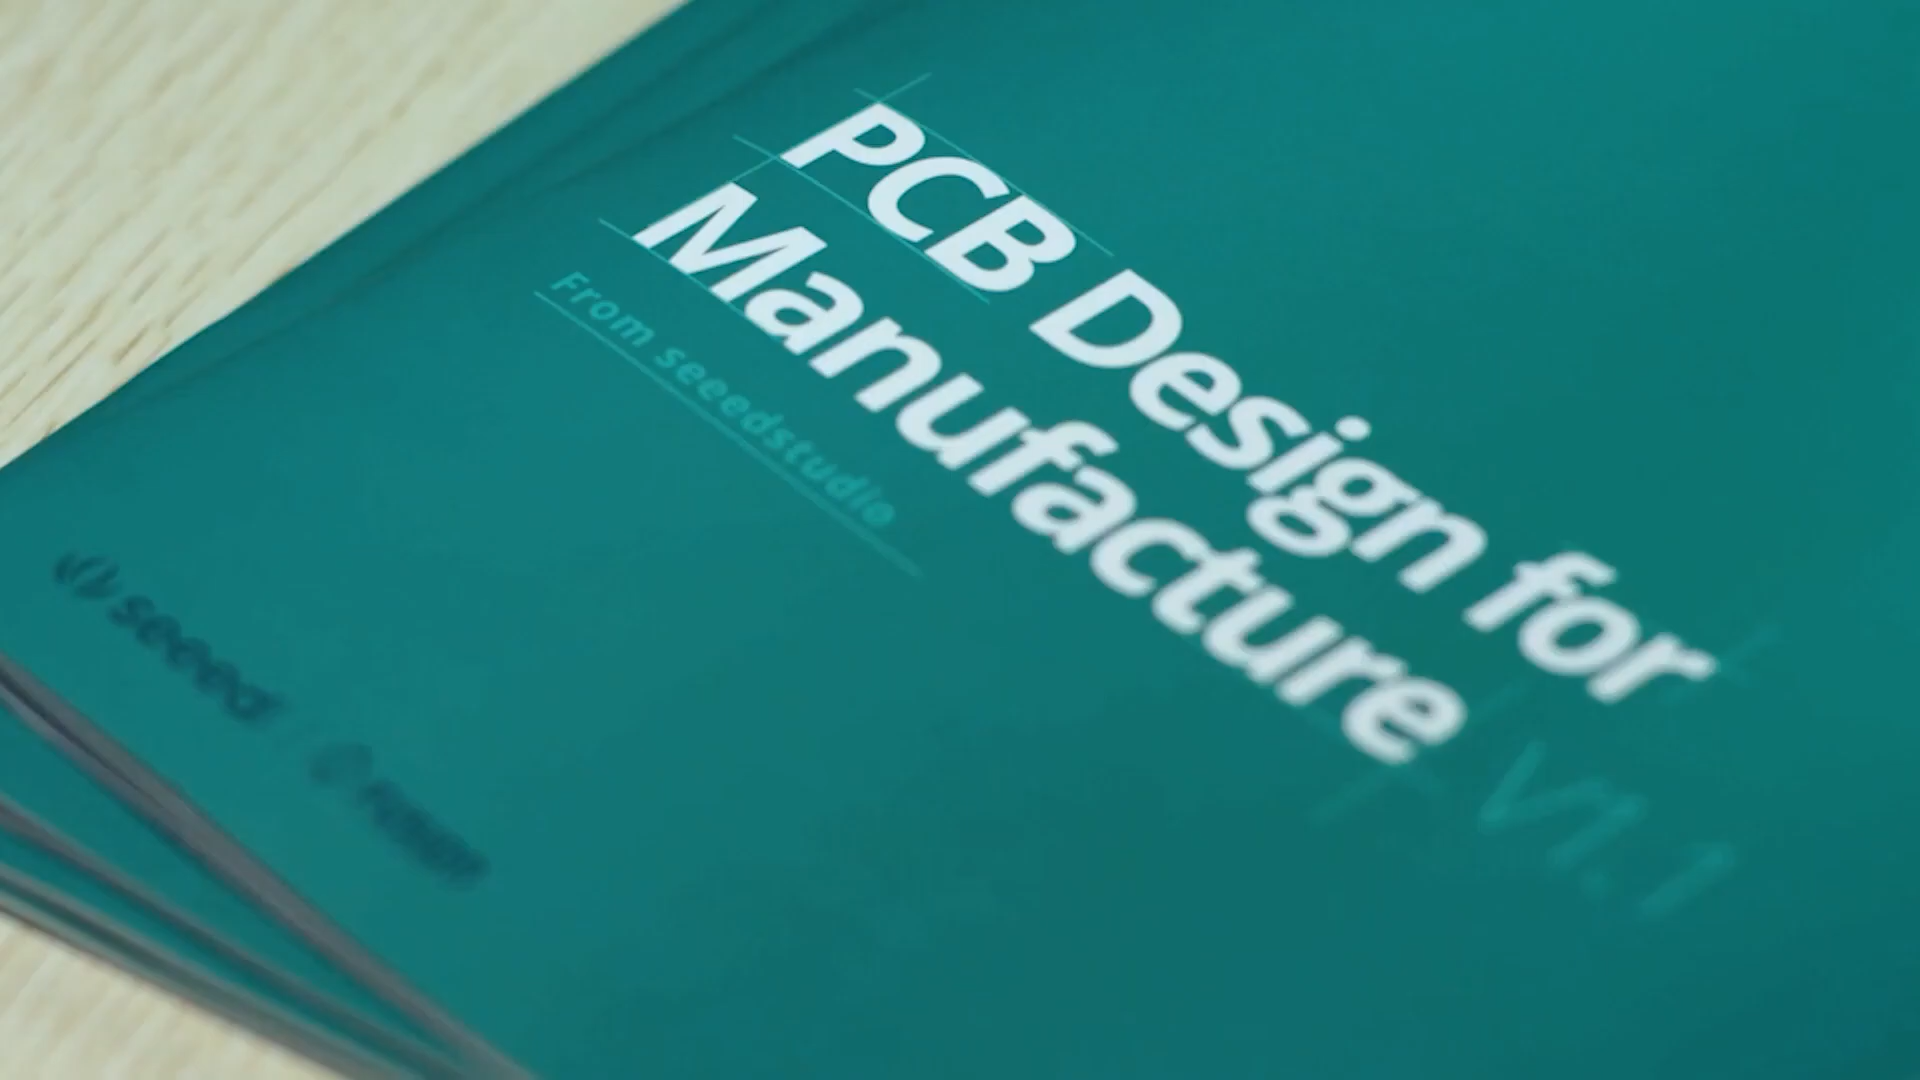 PCB Design for
Manufacture
V1.1
From seeedstudio
seeed